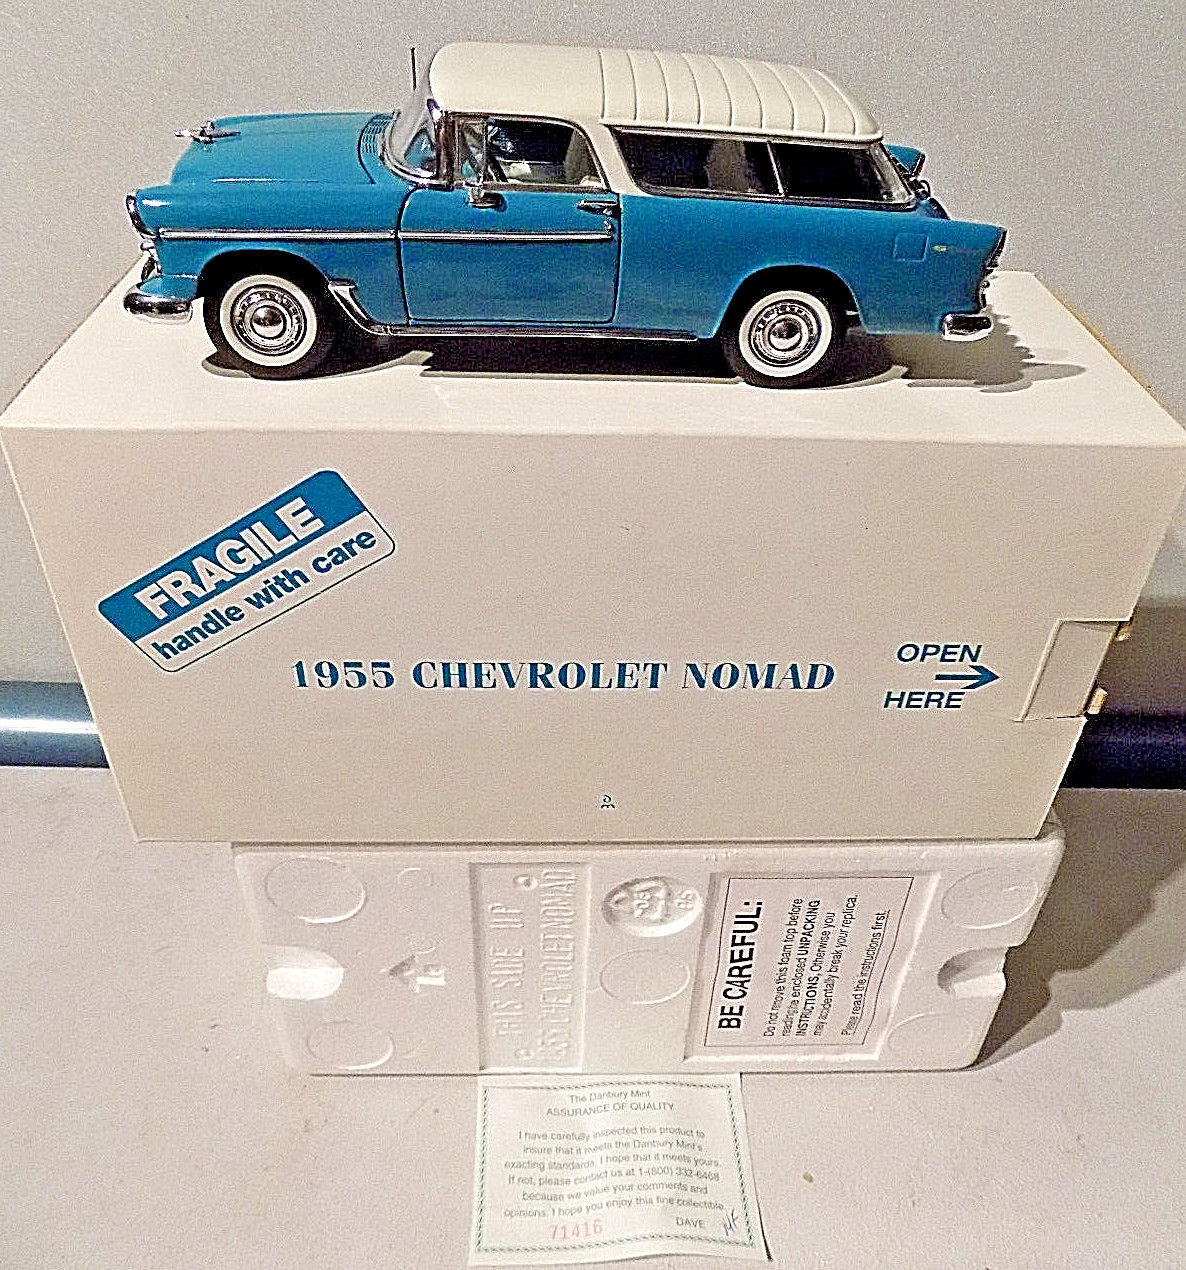 FRAGILE
handle with care
1955 CHEVROLET NOMAD
OPEN
HERE
THIS SIDE UP
CHEVROLET NOMAD
BE CAREFUL:
Do not remove this foam top before
reading the enclosed UNPACKING
INSTRUCTIONS, Otherwise you
may accidentally break your replica.
Please read the instructions first.
The Danbury Mint
ASSURANCE OF QUALITY
I have carefully inspected this product to
insure that it meets the Danbury Mint's
exacting standards. I hope that it meets yours.
If not, please contact us at 1-(800) 332-6468
because we value your comments and
opinions. I hope you enjoy this fine collectible.
71416 DAVE